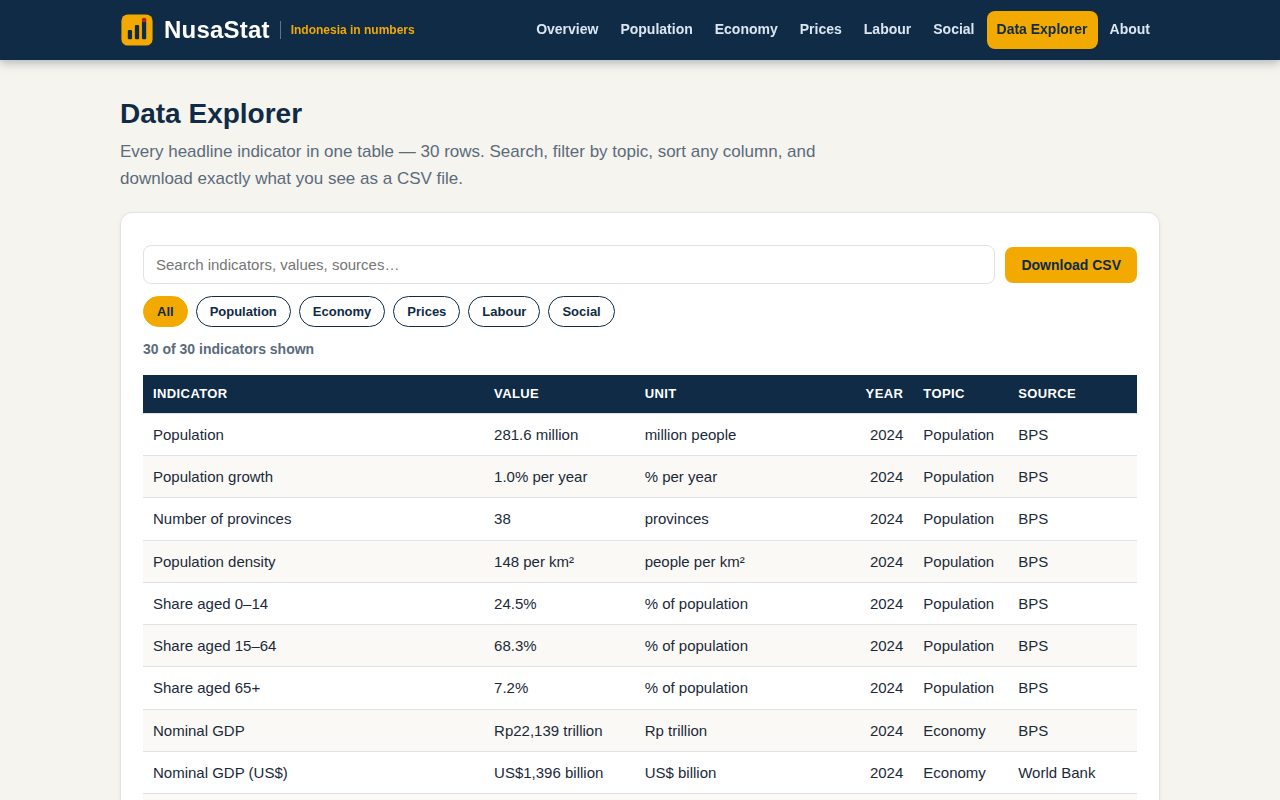 NusaStat Indonesia in numbers Overview Population Economy Prices Labour Social Data Explorer About
Data Explorer
Every headline indicator in one table — 30 rows. Search, filter by topic, sort any column, and
download exactly what you see as a CSV file.
Search indicators, values, sources… Download CSV
All Population Economy Prices Labour Social
30 of 30 indicators shown
INDICATOR VALUE UNIT YEAR TOPIC SOURCE
Population 281.6 million million people 2024 Population BPS
Population growth 1.0% per year % per year 2024 Population BPS
Number of provinces 38 provinces 2024 Population BPS
Population density 148 per km² people per km² 2024 Population BPS
Share aged 0–14 24.5% % of population 2024 Population BPS
Share aged 15–64 68.3% % of population 2024 Population BPS
Share aged 65+ 7.2% % of population 2024 Population BPS
Nominal GDP Rp22,139 trillion Rp trillion 2024 Economy BPS
Nominal GDP (US$) US$1,396 billion US$ billion 2024 Economy World Bank